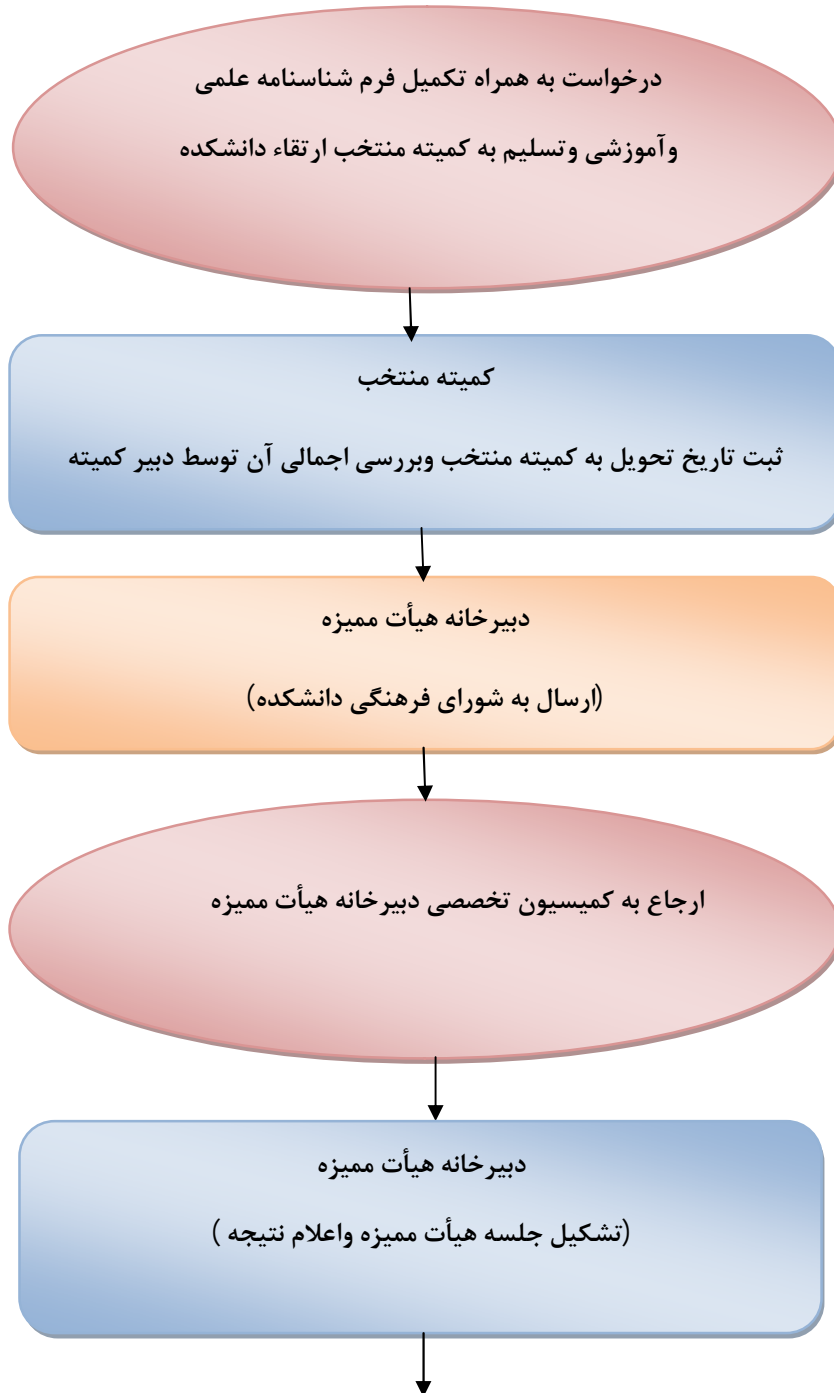 درخواست به همراه تکمیل فرم شناسنامه علمی
وآموزشی وتسلیم به کمیته منتخب ارتقاء دانشکده
کمیته منتخب
ثبت تاریخ تحویل به کمیته منتخب وبررسی اجمالی آن توسط دبیر کمیته
دبیرخانه هیأت ممیزه
(ارسال به شورای فرهنگی دانشکده)
ارجاع به کمیسیون تخصصی دبیرخانه هیأت ممیزه
دبیرخانه هیأت ممیزه
(تشکیل جلسه هیأت ممیزه واعلام نتیجه )